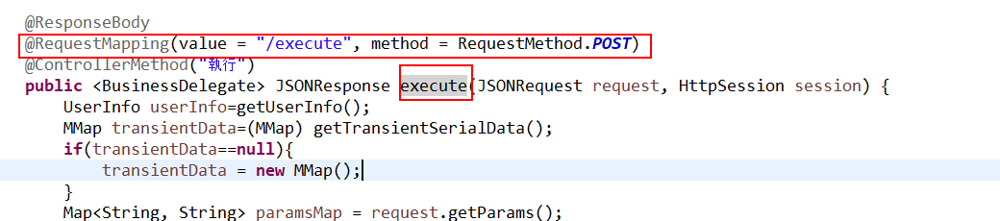 @ResponseBody
@RequestMapping(value = "/execute", method = RequestMethod.POST)
@ControllerMethod("執行")
public <BusinessDelegate> JSONResponse execute(JSONRequest request, HttpSession session) {
    UserInfo userInfo=getUserInfo();
    MMap transientData=(MMap) getTransientSerialData();
    if(transientData==null){
        transientData = new MMap();
    }
    Map<String, String> paramsMap = request.getParams();